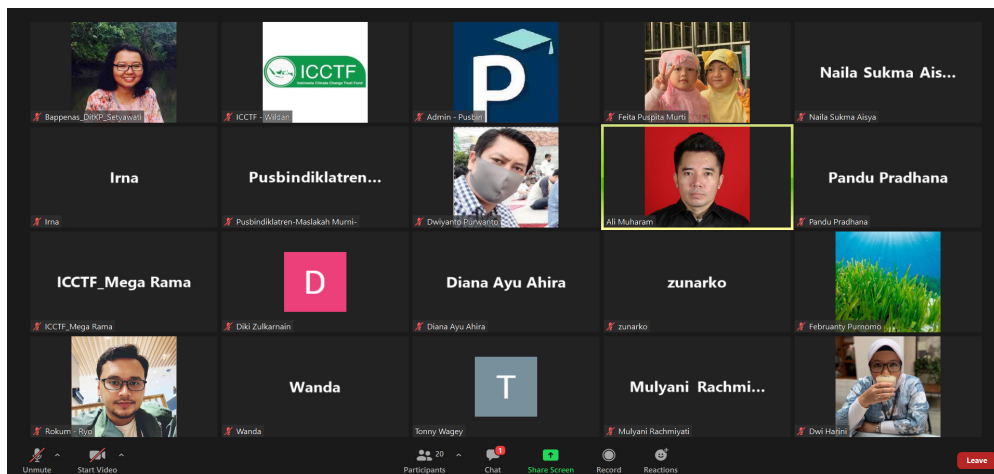 Bappenas_DitKP_Setyawati
ICCTF
Indonesia Climate Change Trust Fund
ICCTF - Wildan
P
Admin - Pusbin
Feita Puspita Murti
Naila Sukma Ais...
Naila Sukma Aisya
Irna
Irna
Pusbindiklatren...
Pusbindiklatren-Maslakah Murni-
Dwiyanto Purwanto
Ali Muharam
Pandu Pradhana
Pandu Pradhana
ICCTF_Mega Rama
ICCTF_Mega Rama
D
Diki Zulkarnain
Diana Ayu Ahira
Diana Ayu Ahira
zunarko
zunarko
Februanty Purnomo
Rokum - Ryo
Wanda
Wanda
T
Tonny Wagey
Mulyani Rachmi...
Mulyani Rachmiyati
Dwi Harini
Unmute
Start Video
20
Participants
1
Chat
Share Screen
Record
Reactions
Leave